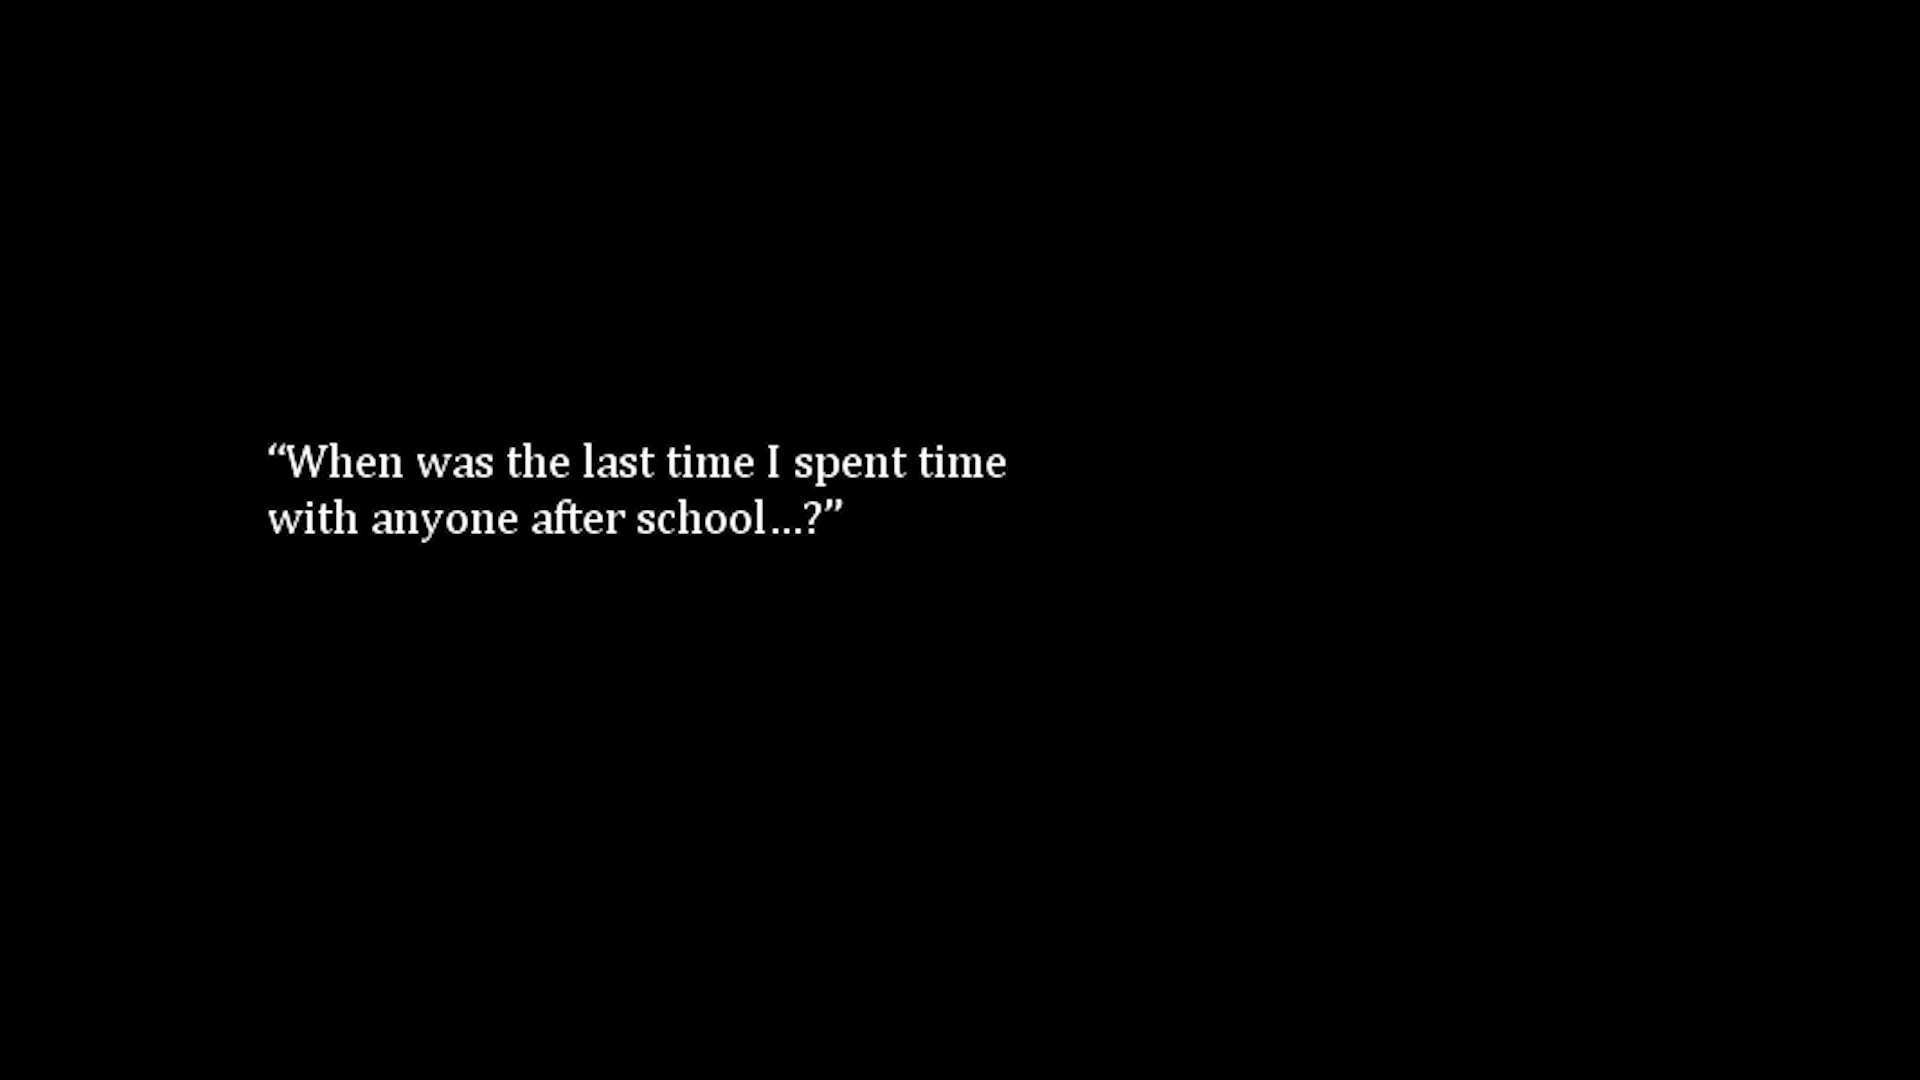 “When was the last time I spent time
with anyone after school...?”